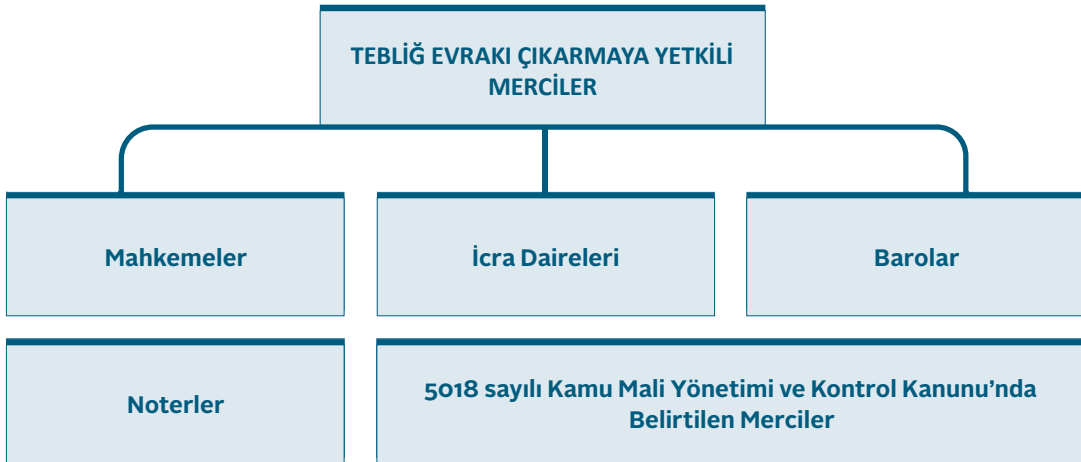 TEBLİĞ EVRAKI ÇIKARMAYA YETKİLİ
MERCİLER
Mahkemeler
İcra Daireleri
Barolar
Noterler
5018 sayılı Kamu Mali Yönetimi ve Kontrol Kanunu’nda
Belirtilen Merciler